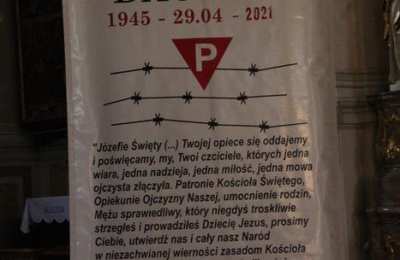 1945 - 29.04 - 2021
P
"Józefie Święty (...) Twojej opiece się oddajemy
i poświęcamy, my, Twoi czciciele, których jedna
wiara, jedna nadzieja, jedna miłość, jedna mowa
ojczysta złączyła. Patronie Kościoła Świętego,
Opiekunie Ojczyzny Naszej, umocnienie rodzin,
Mężu sprawiedliwy, który niegdyś troskliwie
strzegłeś i prowadziłeś Dziecię Jezus, prosimy
Ciebie, utwierdź nas i cały nasz Naród
w niezachwianej wierności zasadom Kościoła